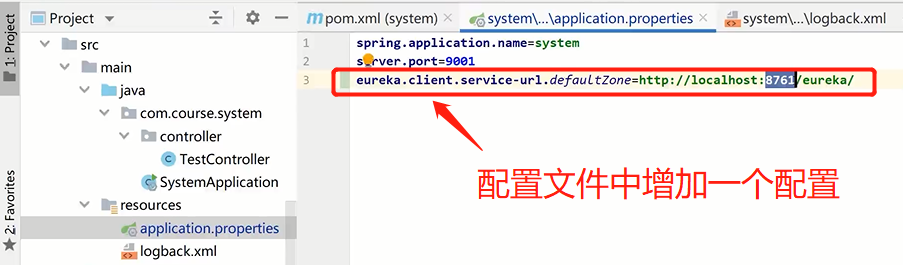 1: Project
2: Favorites
Project
src
main
java
com.course.system
controller
TestController
SystemApplication
resources
application.properties
logback.xml
pom.xml (system)
system\...\application.properties
system\...\logback.xml
1 spring.application.name=system
2 server.port=9001
3 eureka.client.service-url.defaultZone=http://localhost:8761/eureka/
配置文件中增加一个配置